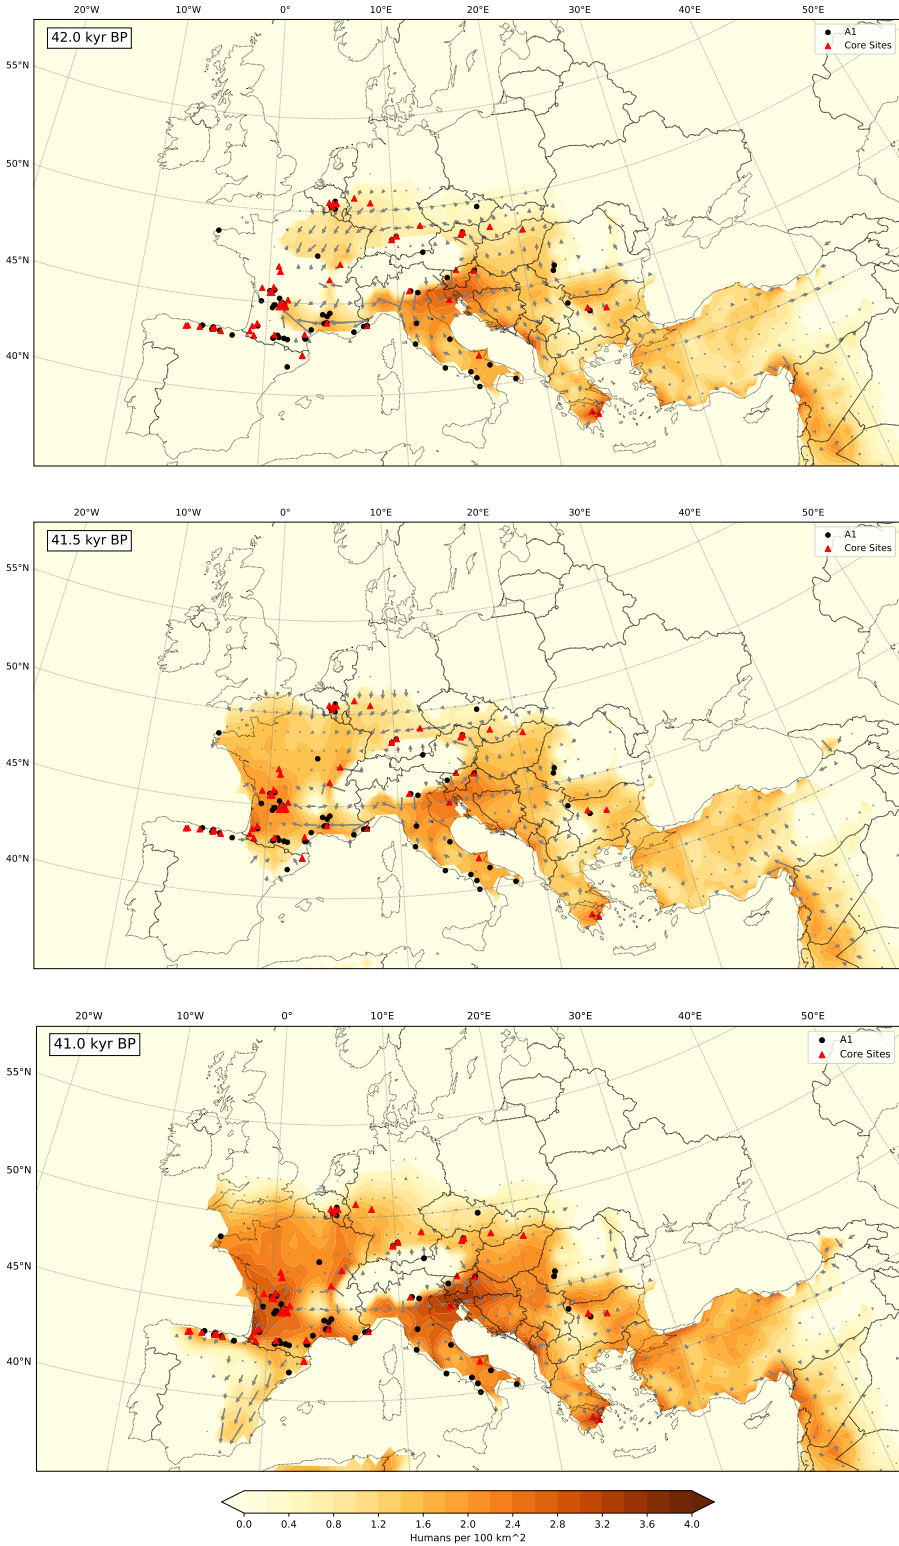 20°W 10°W 0° 10°E 20°E 30°E 40°E 50°E
42.0 kyr BP
A1
Core Sites
55°N
50°N
45°N
40°N
20°W 10°W 0° 10°E 20°E 30°E 40°E 50°E
41.5 kyr BP
A1
Core Sites
55°N
50°N
45°N
40°N
20°W 10°W 0° 10°E 20°E 30°E 40°E 50°E
41.0 kyr BP
A1
Core Sites
55°N
50°N
45°N
40°N
0.0 0.4 0.8 1.2 1.6 2.0 2.4 2.8 3.2 3.6 4.0
Humans per 100 km^2